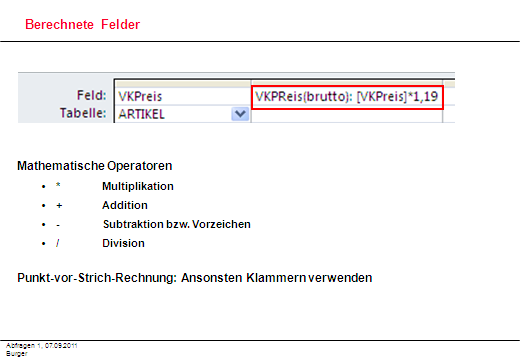 Berechnete Felder
Feld: VKPreis VKPReis(brutto): [VKPreis]*1,19
Tabelle: ARTIKEL
Mathematische Operatoren
• * Multiplikation
• + Addition
• - Subtraktion bzw. Vorzeichen
• / Division
Punkt-vor-Strich-Rechnung: Ansonsten Klammern verwenden
Abfragen 1, 07.09.2011
Burger